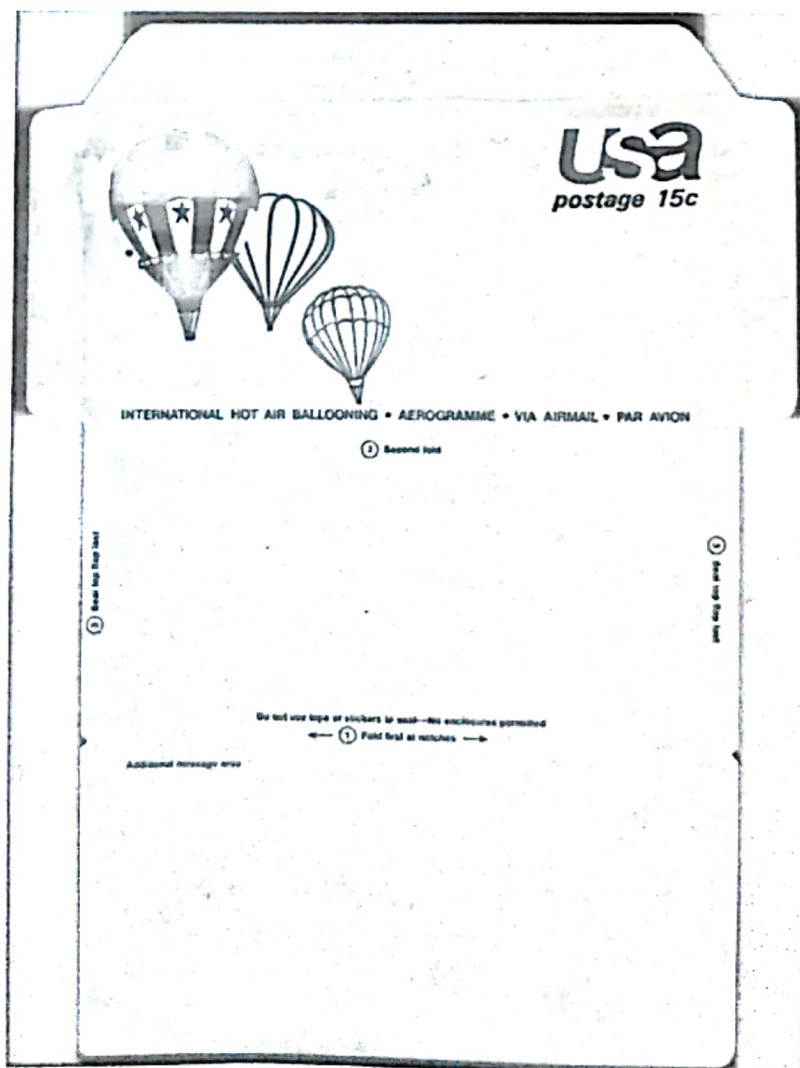 usa
postage 15c
INTERNATIONAL HOT AIR BALLOONING • AEROGRAMME • VIA AIRMAIL • PAR AVION
2 Second fold
3 Seal top flap last
3 Seal top flap last
Do not use tape or stickers to seal—No enclosures permitted
← 1 Fold first at notches →
Additional message area